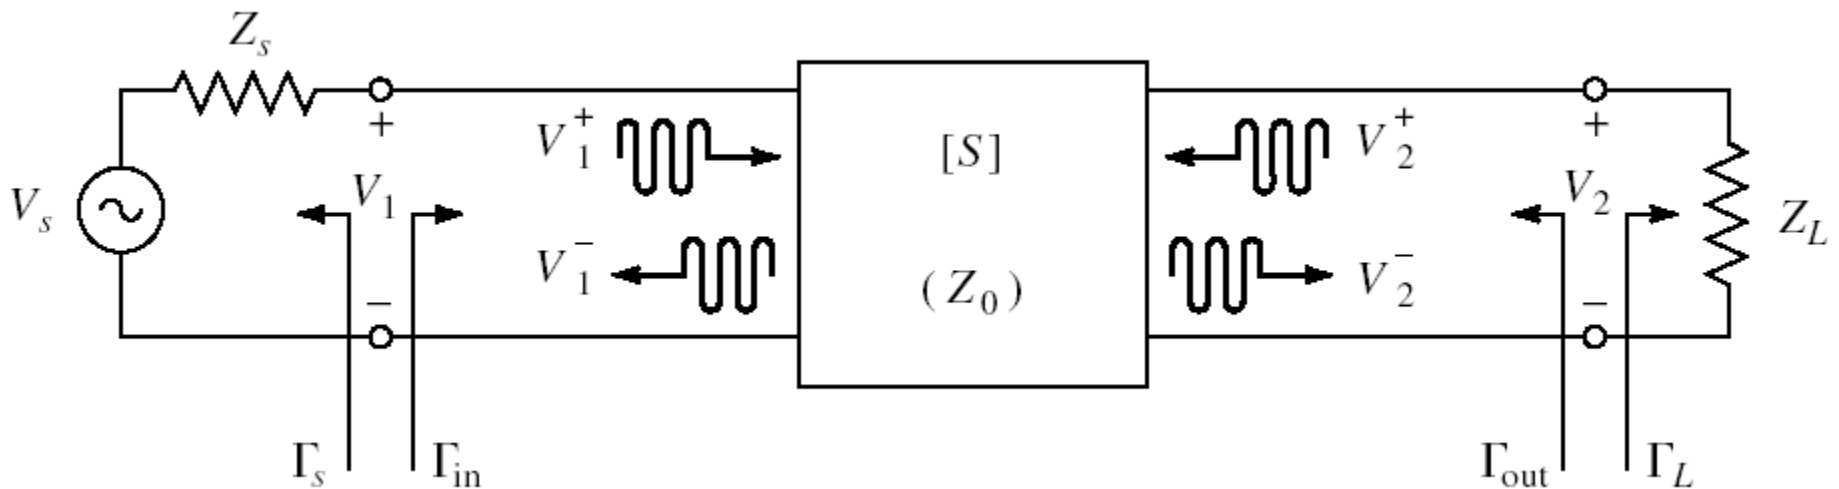 Z_s
+
V_1^+
[S]
V_2^+
+
V_s
V_1
V_2
Z_L
V_1^-
(Z_0)
V_2^-
−
−
Γ_s
Γ_in
Γ_out
Γ_L